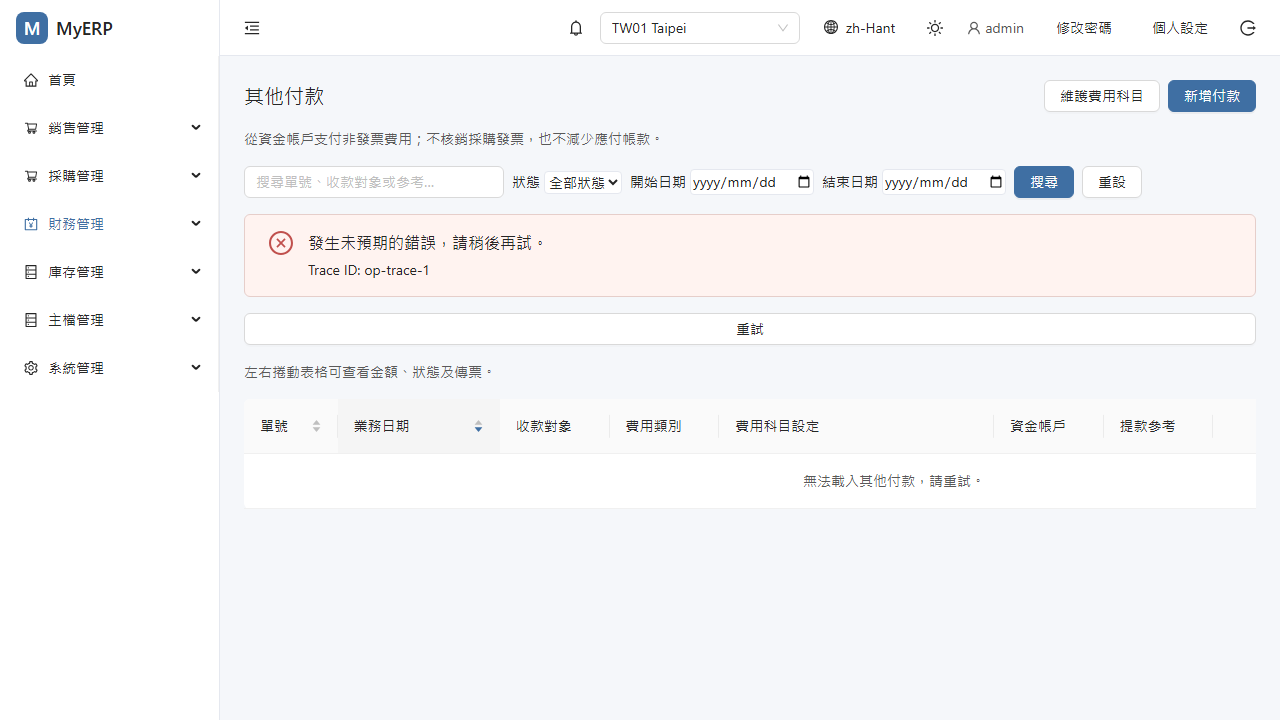 M MyERP
TW01 Taipei
zh-Hant
admin
修改密碼
個人設定
首頁
銷售管理
採購管理
財務管理
庫存管理
主檔管理
系統管理
其他付款
維護費用科目
新增付款
從資金帳戶支付非發票費用；不核銷採購發票，也不減少應付帳款。
搜尋單號、收款對象或參考...
狀態 全部狀態 開始日期 yyyy/mm/dd 結束日期 yyyy/mm/dd 搜尋 重設
發生未預期的錯誤，請稍後再試。
Trace ID: op-trace-1
重試
左右捲動表格可查看金額、狀態及傳票。
單號 業務日期 收款對象 費用類別 費用科目設定 資金帳戶 提款參考
無法載入其他付款，請重試。